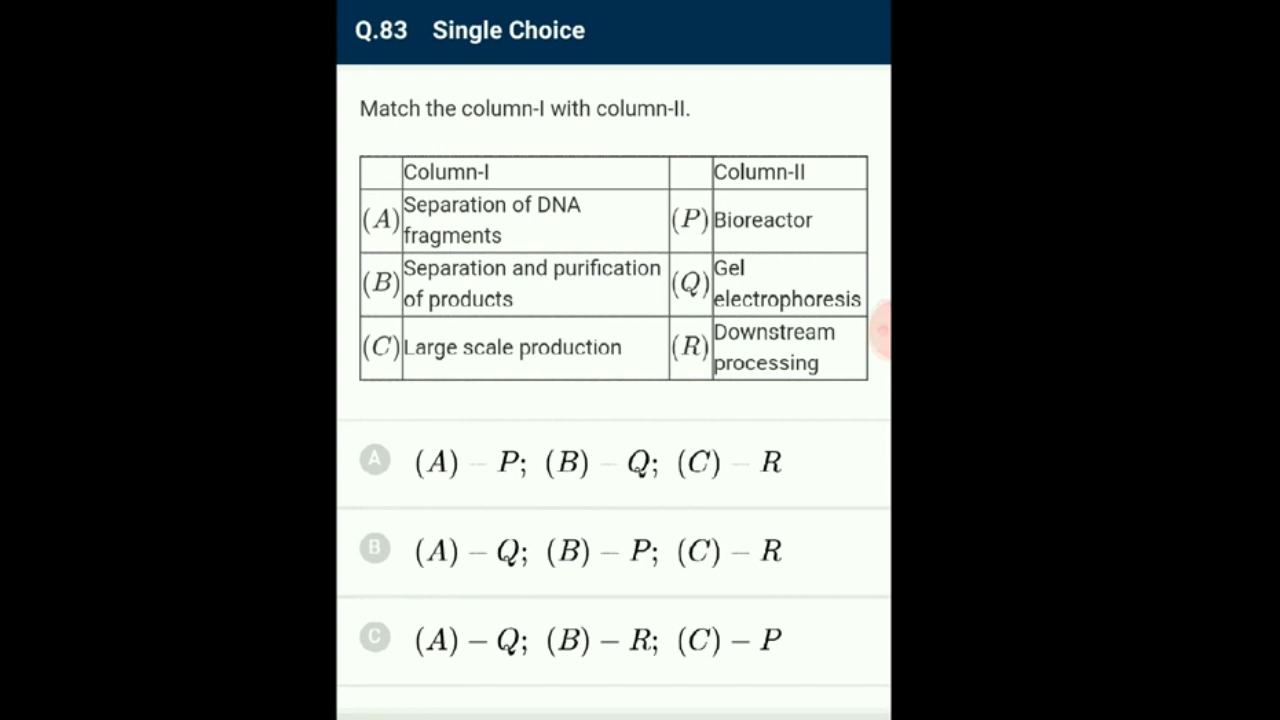 Q.83 Single Choice
Match the column-I with column-II.
Column-I Column-II
(A) Separation of DNA fragments (P) Bioreactor
(B) Separation and purification of products (Q) Gel electrophoresis
(C) Large scale production (R) Downstream processing
A (A) – P; (B) – Q; (C) – R
B (A) – Q; (B) – P; (C) – R
C (A) – Q; (B) – R; (C) – P